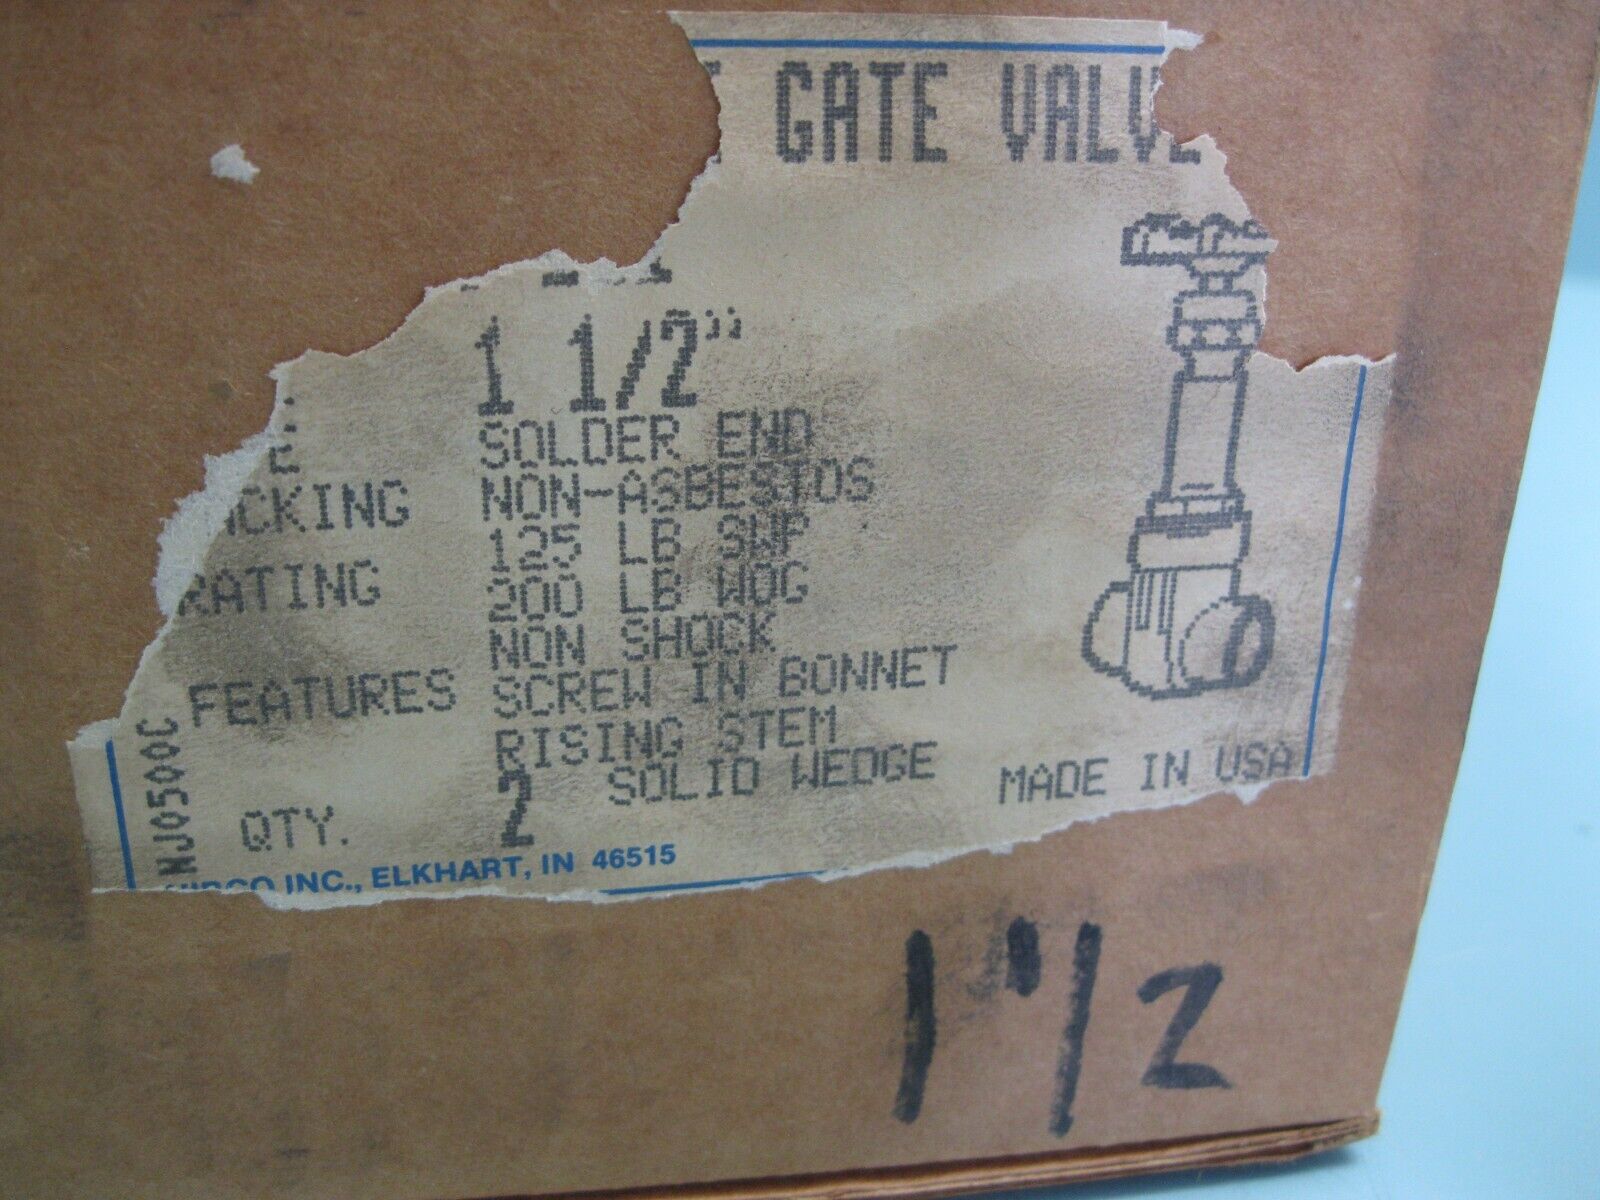 GATE VALVE
1 1/2"
SOLDER END
PACKING NON-ASBESTOS
RATING 125 LB SWP
200 LB WOG
NON SHOCK
FEATURES SCREW IN BONNET
RISING STEM
SOLID WEDGE
QTY. 2
MADE IN USA
NJ0500C
NIBCO INC., ELKHART, IN 46515
1 1/2